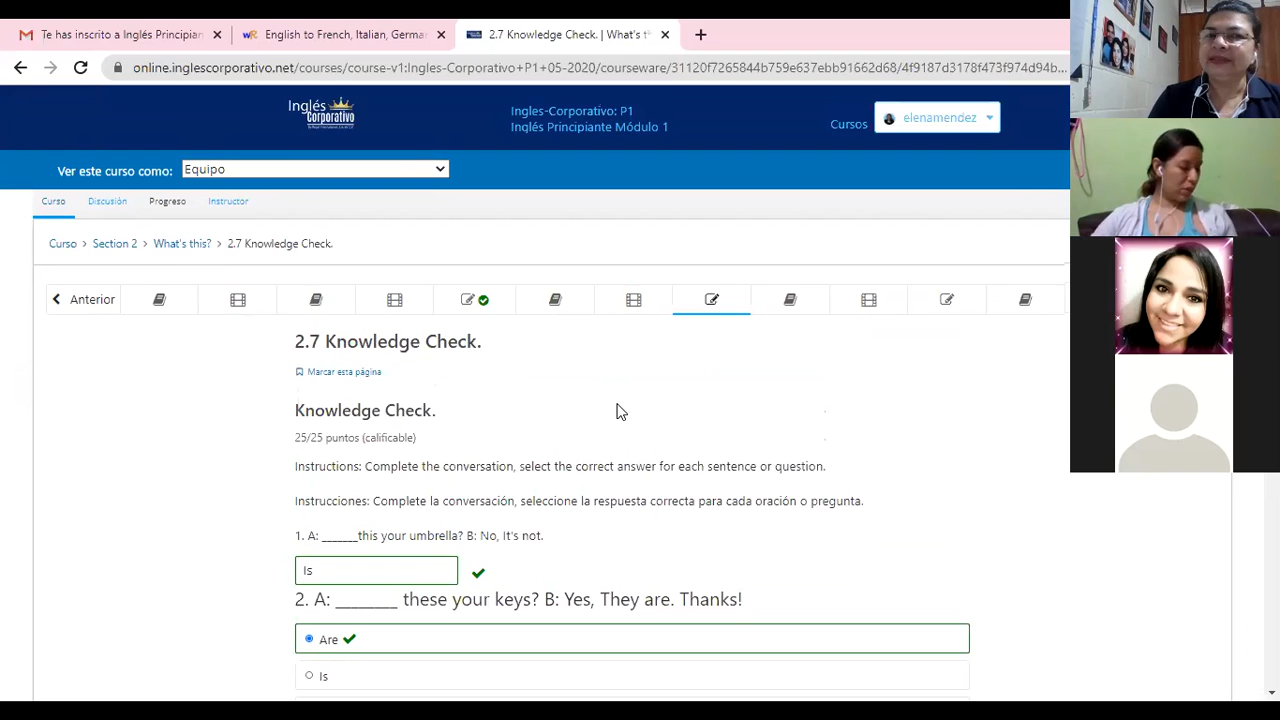 Te has inscrito a Inglés Principian
English to French, Italian, Germa
2.7 Knowledge Check. | What's t
online.inglescorporativo.net/courses/course-v1:Ingles-Corporativo+P1+05-2020/courseware/31120f7265844b759e637ebb91662d68/4f9187d3178f473f974d94b...
Inglés
Corporativo
Ingles-Corporativo: P1
Inglés Principiante Módulo 1
Cursos
elenamendez
Ver este curso como:
Equipo
Curso
Discusión
Progreso
Instructor
Curso > Section 2 > What's this? > 2.7 Knowledge Check.
Anterior
2.7 Knowledge Check.
Marcar esta página
Knowledge Check.
25/25 puntos (calificable)
Instructions: Complete the conversation, select the correct answer for each sentence or question.
Instrucciones: Complete la conversación, seleccione la respuesta correcta para cada oración o pregunta.
1. A: _______this your umbrella? B: No, It's not.
Is
2. A: _______ these your keys? B: Yes, They are. Thanks!
Are
Is